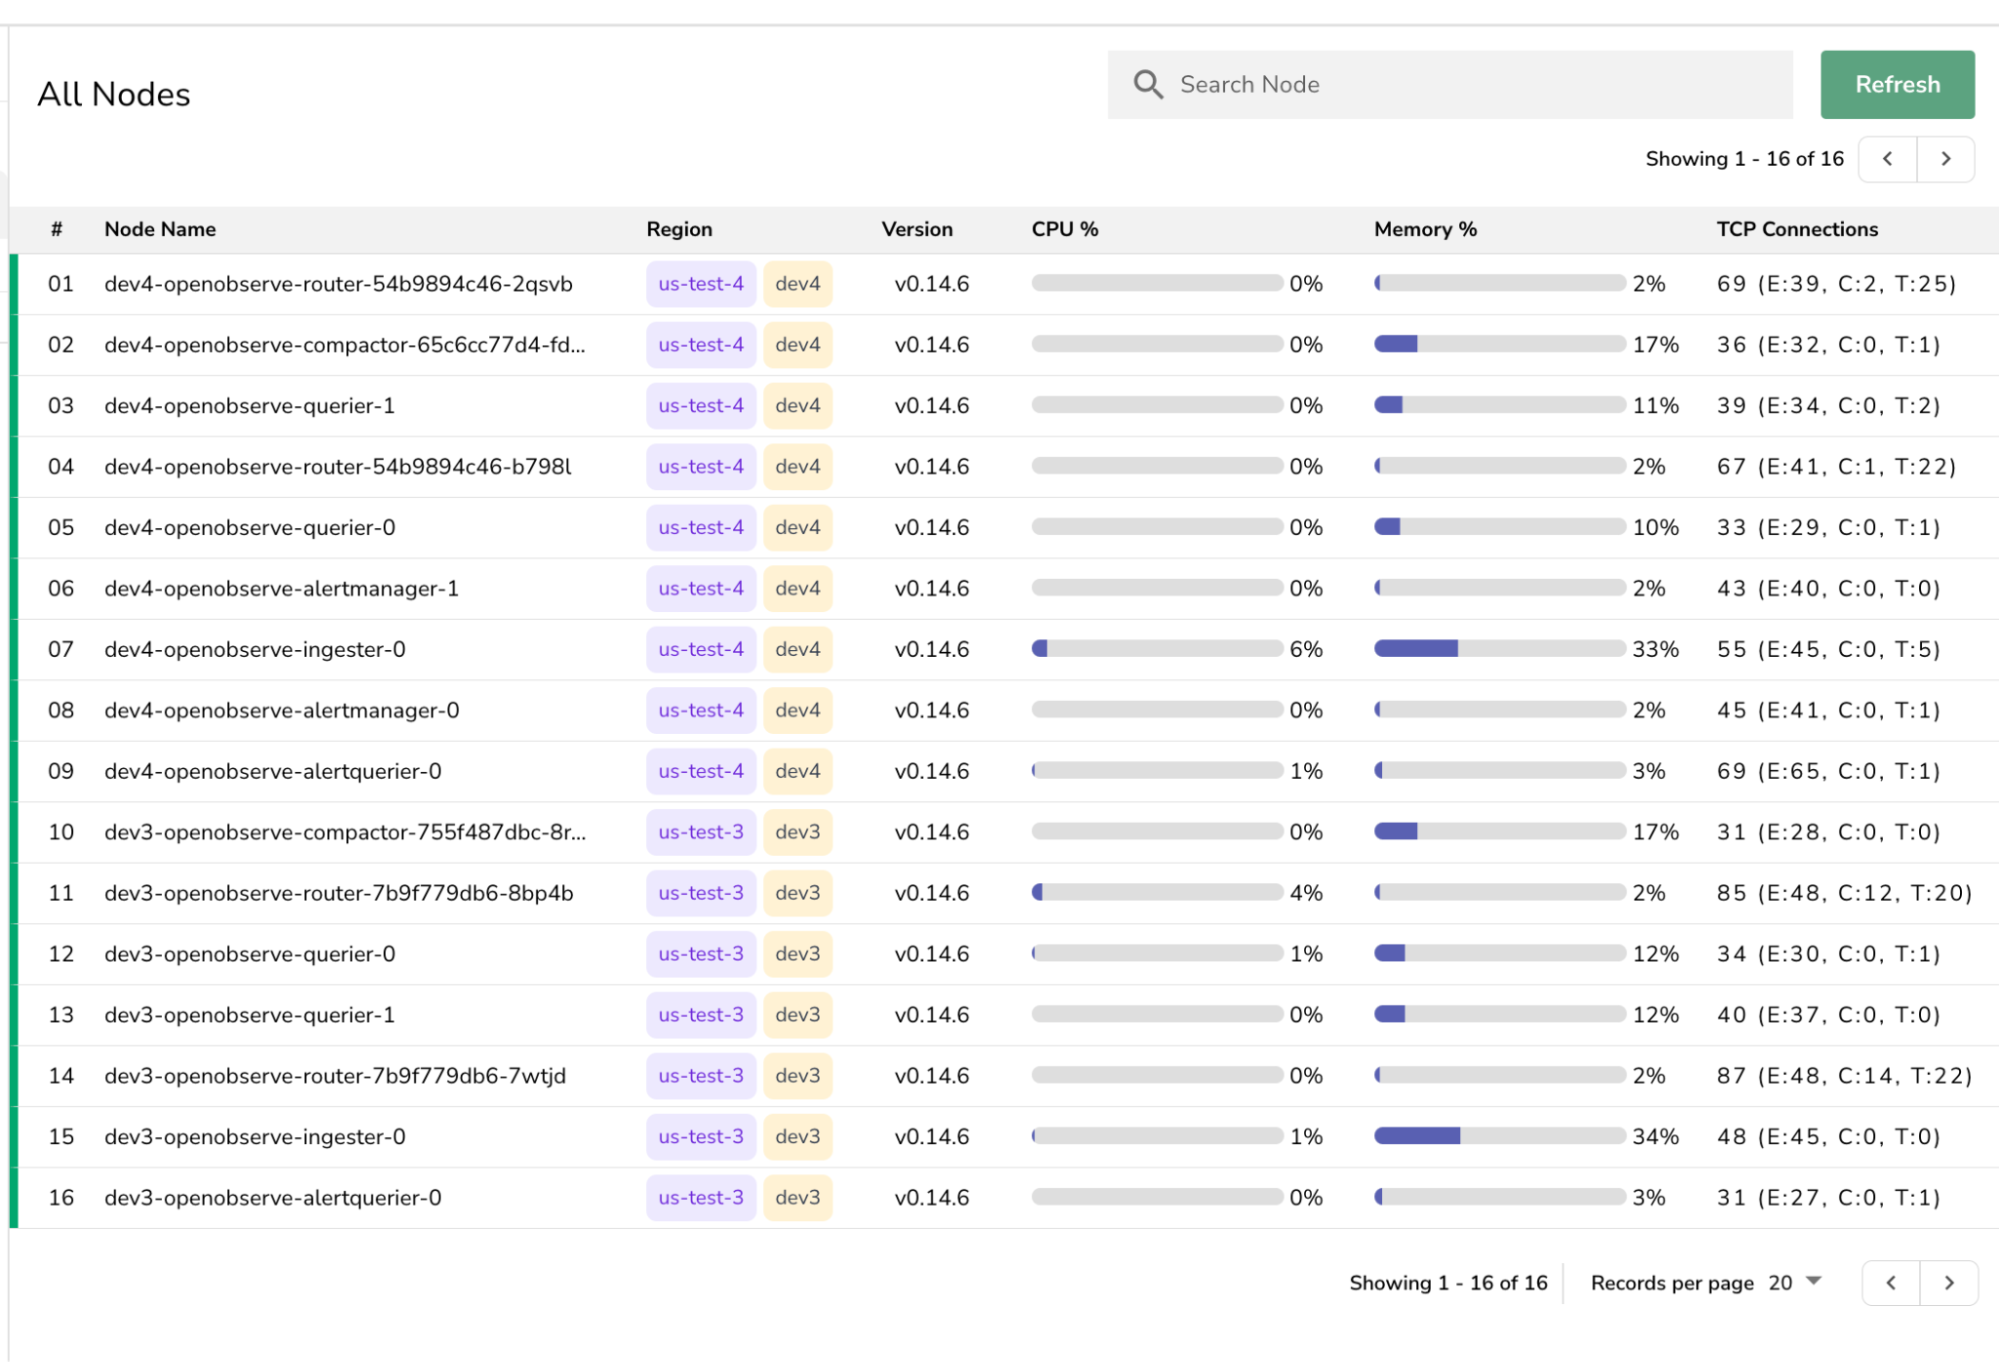 All Nodes
Search Node
Refresh
Showing 1 - 16 of 16
# Node Name Region Version CPU % Memory % TCP Connections
01 dev4-openobserve-router-54b9894c46-2qsvb us-test-4 dev4 v0.14.6 0% 2% 69 (E:39, C:2, T:25)
02 dev4-openobserve-compactor-65c6cc77d4-fd... us-test-4 dev4 v0.14.6 0% 17% 36 (E:32, C:0, T:1)
03 dev4-openobserve-querier-1 us-test-4 dev4 v0.14.6 0% 11% 39 (E:34, C:0, T:2)
04 dev4-openobserve-router-54b9894c46-b798l us-test-4 dev4 v0.14.6 0% 2% 67 (E:41, C:1, T:22)
05 dev4-openobserve-querier-0 us-test-4 dev4 v0.14.6 0% 10% 33 (E:29, C:0, T:1)
06 dev4-openobserve-alertmanager-1 us-test-4 dev4 v0.14.6 0% 2% 43 (E:40, C:0, T:0)
07 dev4-openobserve-ingester-0 us-test-4 dev4 v0.14.6 6% 33% 55 (E:45, C:0, T:5)
08 dev4-openobserve-alertmanager-0 us-test-4 dev4 v0.14.6 0% 2% 45 (E:41, C:0, T:1)
09 dev4-openobserve-alertquerier-0 us-test-4 dev4 v0.14.6 1% 3% 69 (E:65, C:0, T:1)
10 dev3-openobserve-compactor-755f487dbc-8r... us-test-3 dev3 v0.14.6 0% 17% 31 (E:28, C:0, T:0)
11 dev3-openobserve-router-7b9f779db6-8bp4b us-test-3 dev3 v0.14.6 4% 2% 85 (E:48, C:12, T:20)
12 dev3-openobserve-querier-0 us-test-3 dev3 v0.14.6 1% 12% 34 (E:30, C:0, T:1)
13 dev3-openobserve-querier-1 us-test-3 dev3 v0.14.6 0% 12% 40 (E:37, C:0, T:0)
14 dev3-openobserve-router-7b9f779db6-7wtjd us-test-3 dev3 v0.14.6 0% 2% 87 (E:48, C:14, T:22)
15 dev3-openobserve-ingester-0 us-test-3 dev3 v0.14.6 1% 34% 48 (E:45, C:0, T:0)
16 dev3-openobserve-alertquerier-0 us-test-3 dev3 v0.14.6 0% 3% 31 (E:27, C:0, T:1)
Showing 1 - 16 of 16 Records per page 20